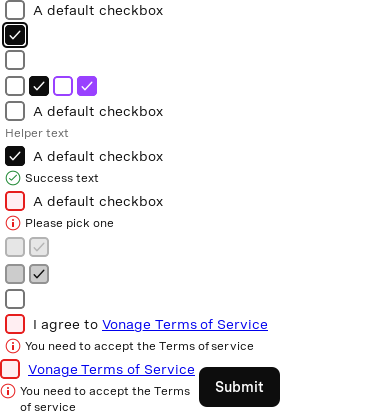 A default checkbox
A default checkbox
Helper text
A default checkbox
Success text
A default checkbox
Please pick one
I agree to Vonage Terms of Service
You need to accept the Terms of service
Vonage Terms of Service
You need to accept the Terms
of service
Submit